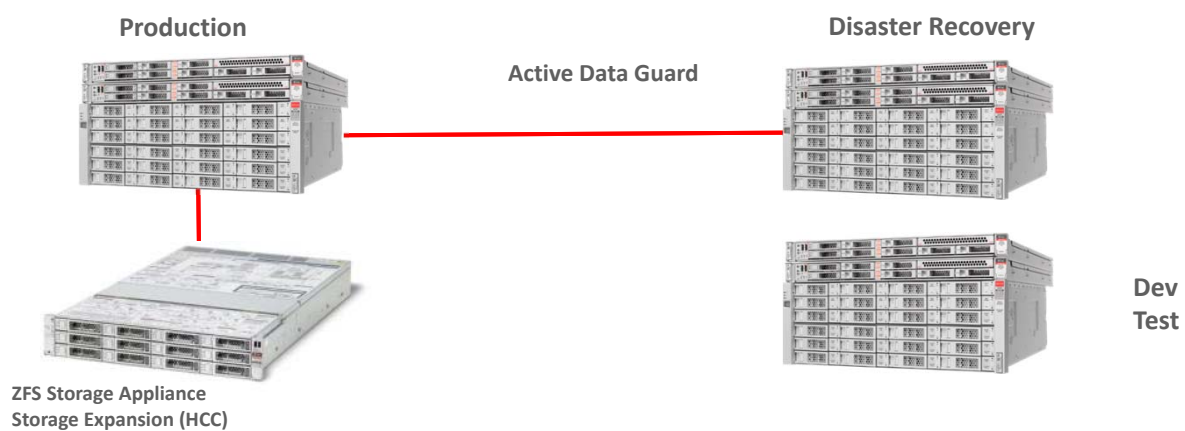 Production
Disaster Recovery
Active Data Guard
Dev
Test
ZFS Storage Appliance
Storage Expansion (HCC)